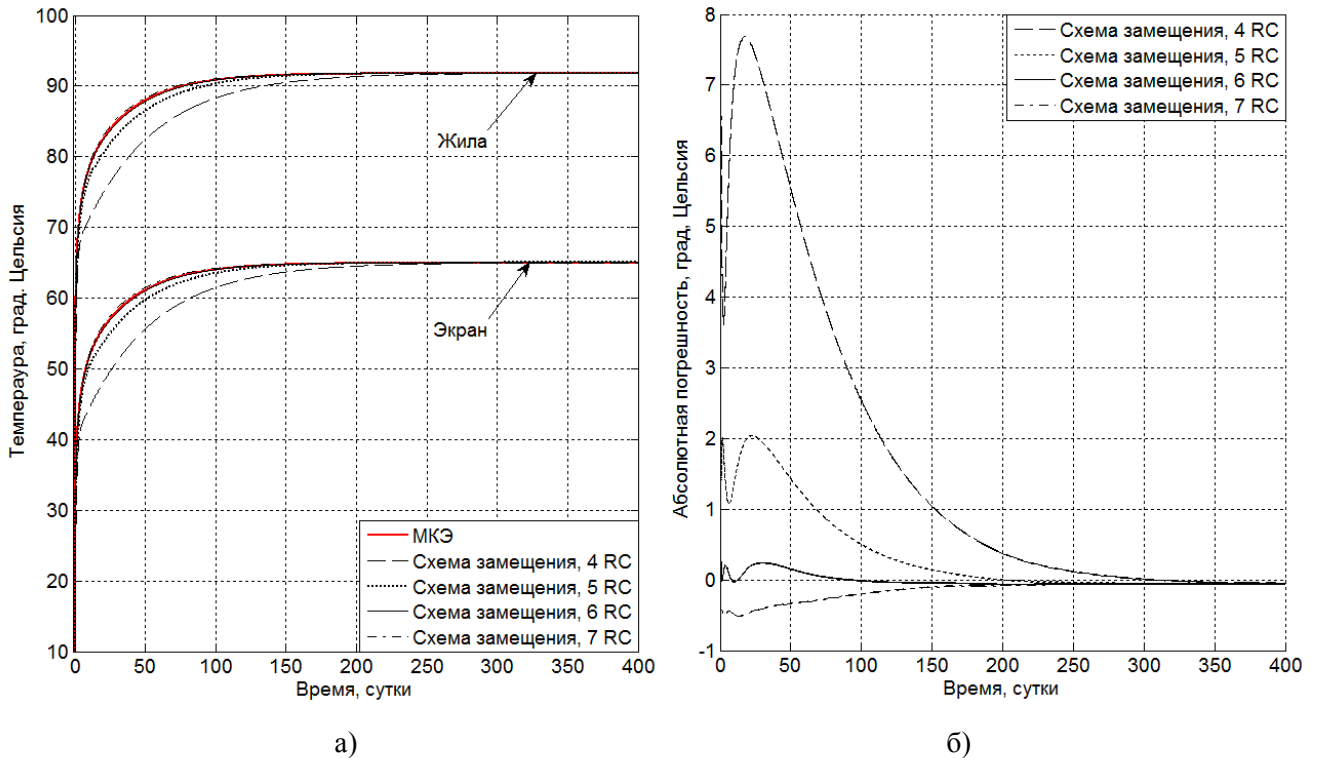 100
90
80
70
60
50
40
30
20
10
0
50
100
150
200
250
300
350
400
Темпераура, град. Цельсия
Время, сутки
Жила
Экран
МКЭ
Схема замещения, 4 RC
Схема замещения, 5 RC
Схема замещения, 6 RC
Схема замещения, 7 RC
а)
8
7
6
5
4
3
2
1
0
-1
0
50
100
150
200
250
300
350
400
Абсолютная погрешность, град, Цельсия
Время, сутки
Схема замещения, 4 RC
Схема замещения, 5 RC
Схема замещения, 6 RC
Схема замещения, 7 RC
б)